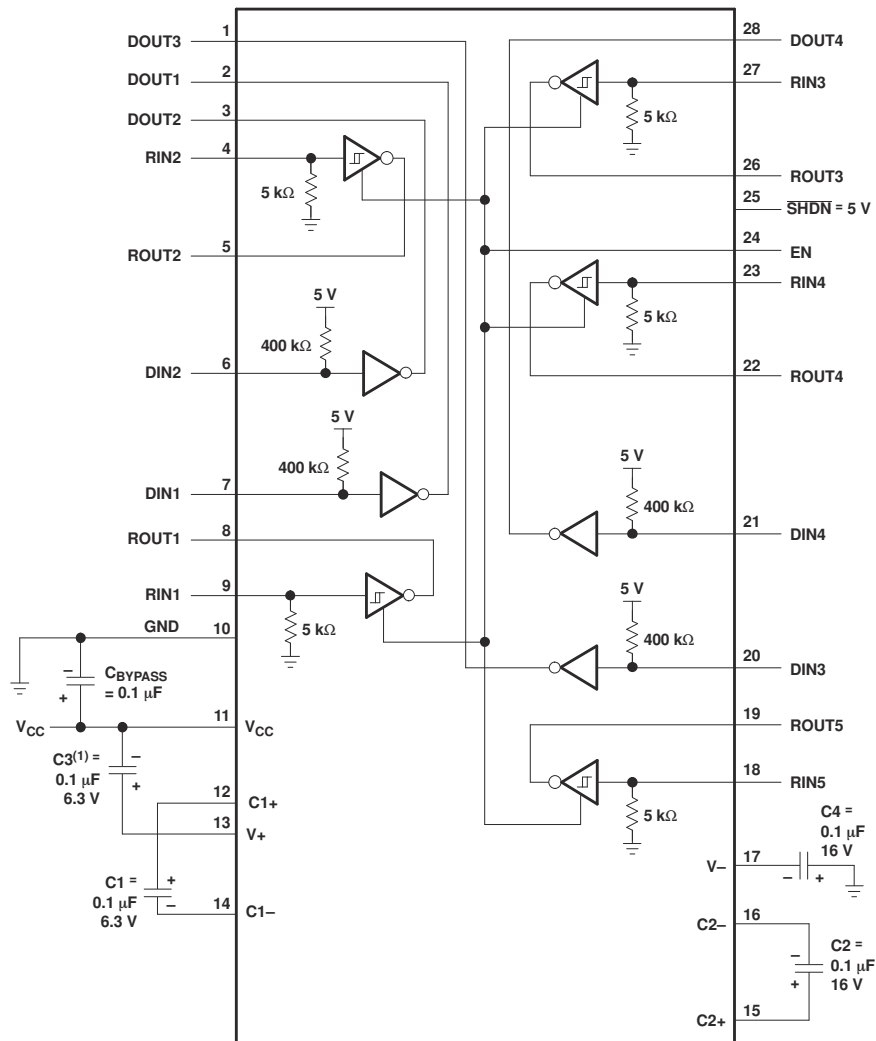 DOUT3 1
DOUT1 2
DOUT2 3
RIN2 4
5 kΩ
ROUT2 5
5 V
400 kΩ
DIN2 6
5 V
400 kΩ
DIN1 7
ROUT1 8
RIN1 9
5 kΩ
GND 10
– CBYPASS
+ = 0.1 μF
VCC 11 VCC
C3(1) = –
0.1 μF
6.3 V +
12 C1+
13 V+
C1 = +
0.1 μF
6.3 V –
14 C1–
28 DOUT4
27 RIN3
5 kΩ
26 ROUT3
25 SHDN = 5 V
24 EN
23 RIN4
5 kΩ
22 ROUT4
5 V
400 kΩ
21 DIN4
5 V
400 kΩ
20 DIN3
19 ROUT5
18 RIN5
5 kΩ
C4 =
0.1 μF
16 V
V– 17
– +
C2– 16
– C2 =
0.1 μF
+ 16 V
C2+ 15